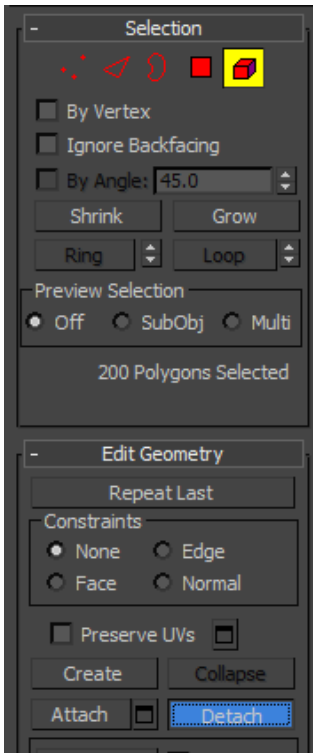 - Selection
By Vertex
Ignore Backfacing
By Angle: 45.0
Shrink Grow
Ring Loop
Preview Selection
Off SubObj Multi
200 Polygons Selected
- Edit Geometry
Repeat Last
Constraints
None Edge
Face Normal
Preserve UVs
Create Collapse
Attach Detach